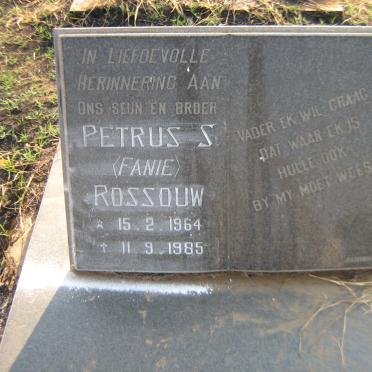 IN LIEFDEVOLLE
HERINNERING AAN
ONS SEUN EN BROER
PETRUS S
(FANIE)
ROSSOUW
* 15.2.1964
† 11.9.1985
VADER EK WIL GRAAG
DAT WAAR EK IS
HULLE OOK
BY MY MOET WEES